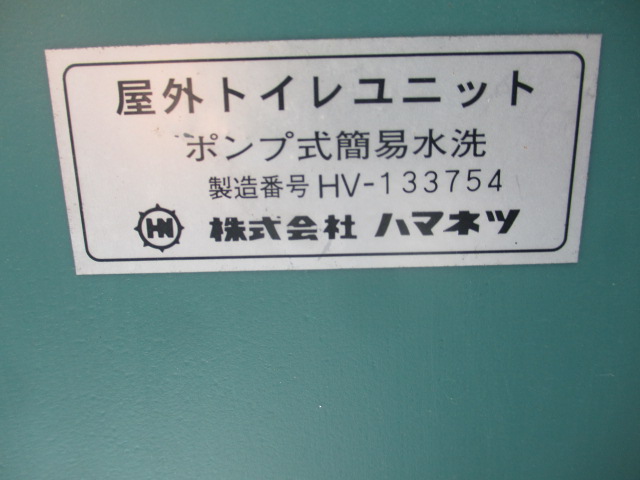 屋外トイレユニット
ポンプ式簡易水洗
製造番号 HV-133754
HN 株式会社 ハマネツ